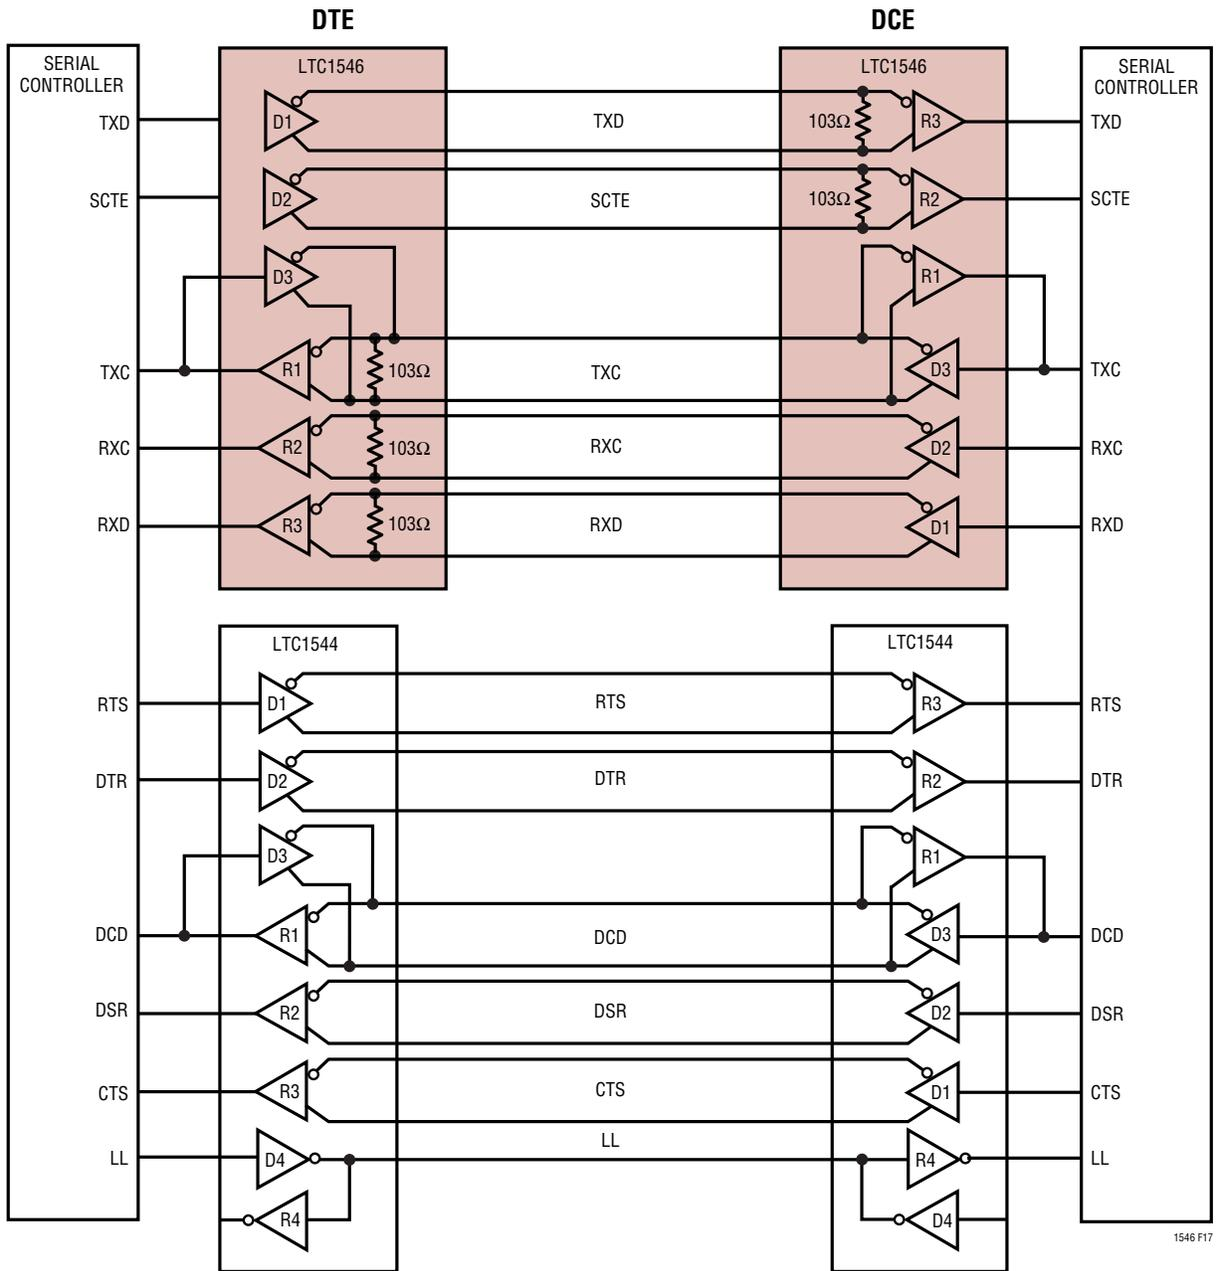 DTE
DCE
SERIAL
CONTROLLER
LTC1546
LTC1546
SERIAL
CONTROLLER
TXD
D1
TXD
103Ω
R3
TXD
SCTE
D2
SCTE
103Ω
R2
SCTE
D3
R1
TXC
R1
103Ω
TXC
D3
TXC
RXC
R2
103Ω
RXC
D2
RXC
RXD
R3
103Ω
RXD
D1
RXD
LTC1544
LTC1544
RTS
D1
RTS
R3
RTS
DTR
D2
DTR
R2
DTR
D3
R1
DCD
R1
DCD
D3
DCD
DSR
R2
DSR
D2
DSR
CTS
R3
CTS
D1
CTS
LL
D4
LL
R4
LL
R4
D4
1546 F17